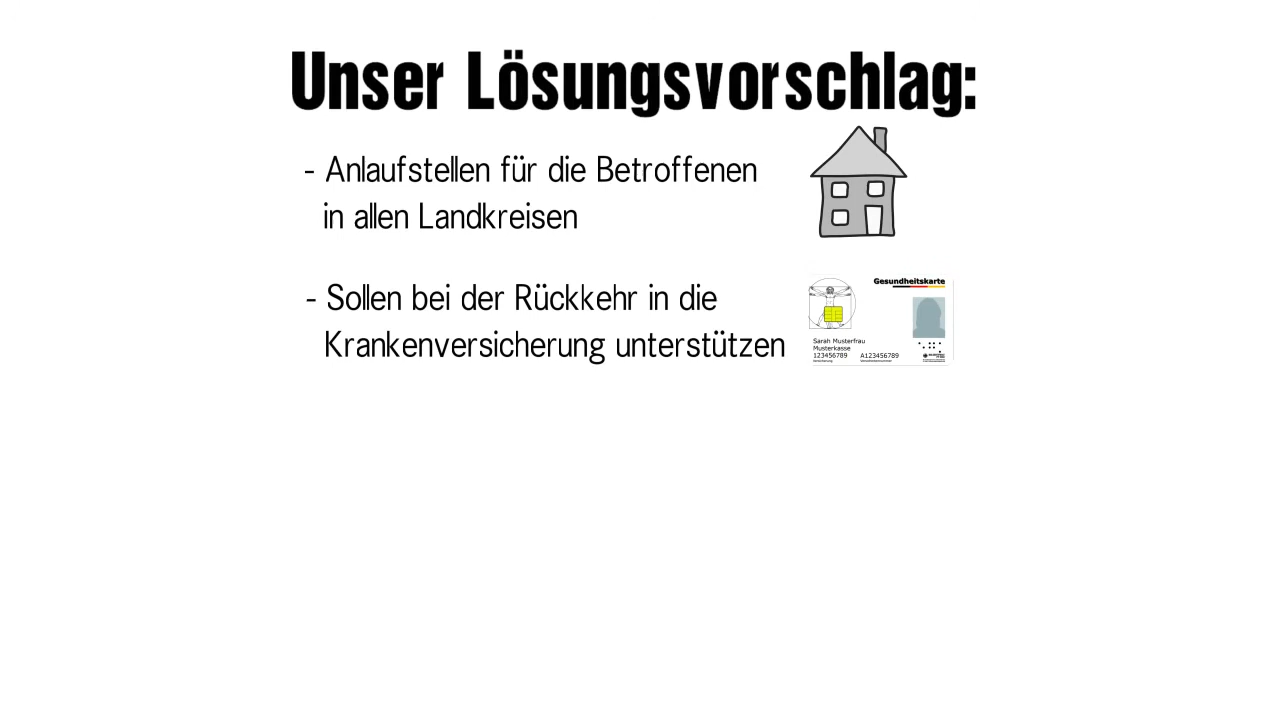 Unser Lösungsvorschlag:
- Anlaufstellen für die Betroffenen
in allen Landkreisen
- Sollen bei der Rückkehr in die
Krankenversicherung unterstützen
Gesundheitskarte
Sarah Musterfrau
Musterkasse
123456789 A123456789